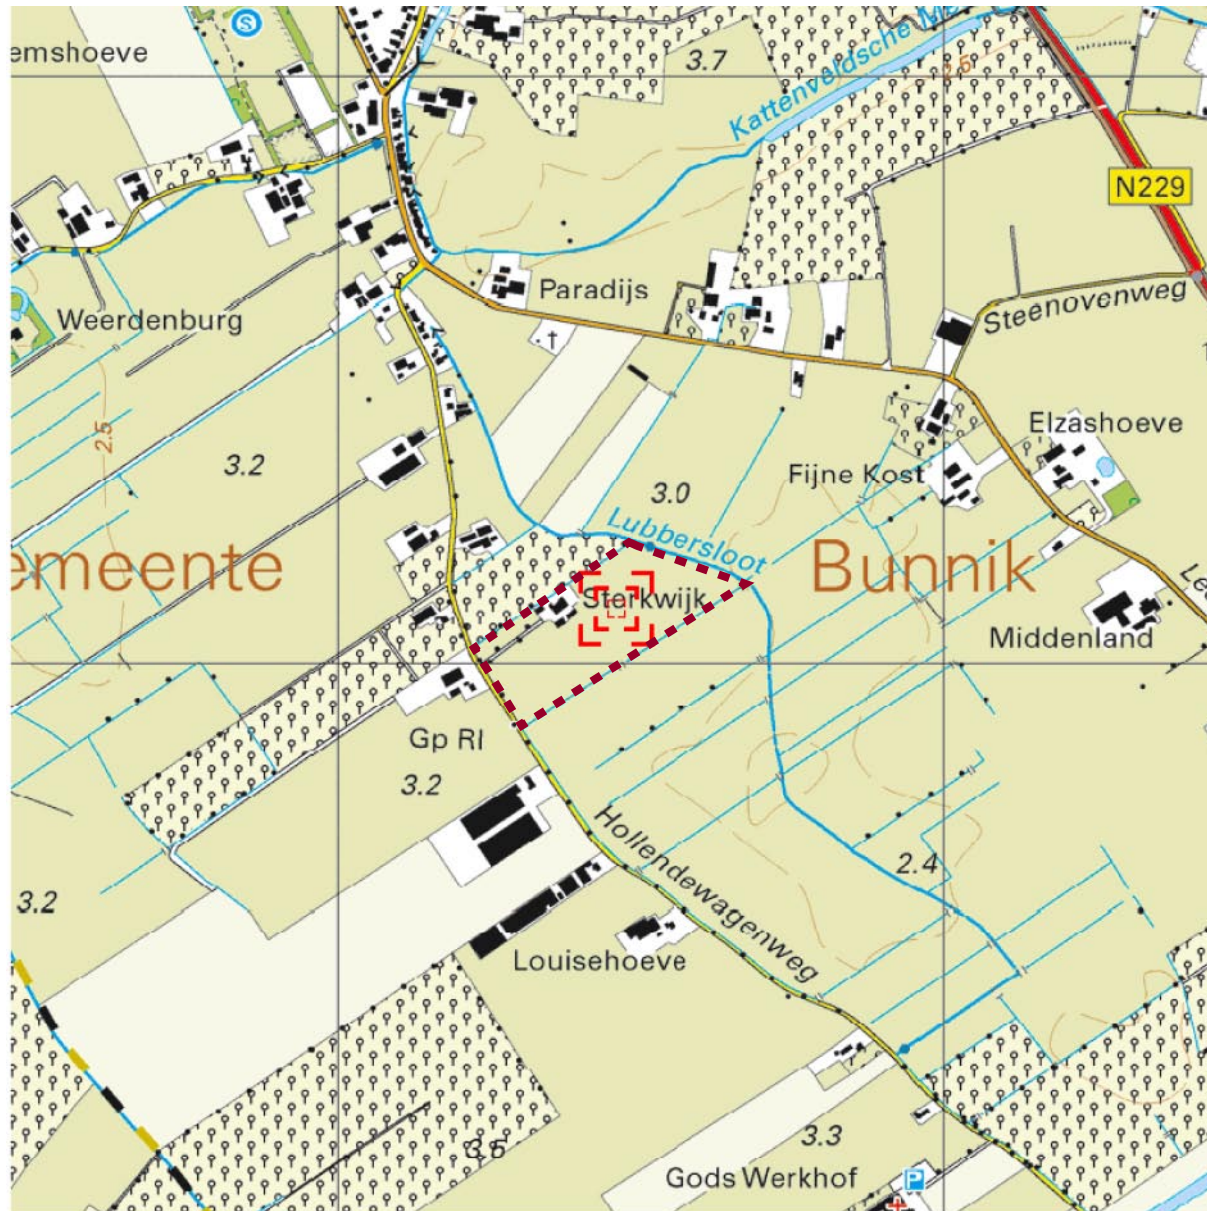 S
emshoeve
3.7
2.5
Kattenveldsche
N229
Paradijs
Steenovenweg
Weerdenburg
2.5
Elzashoeve
3.2
Fijne Kost
3.0
Lubbersloot
emeente
Bunnik
Sterkwijk
Middenland
Gp Rl
3.2
Hollendewagenweg
2.4
3.2
Louisehoeve
3.3
Gods Werkhof
P